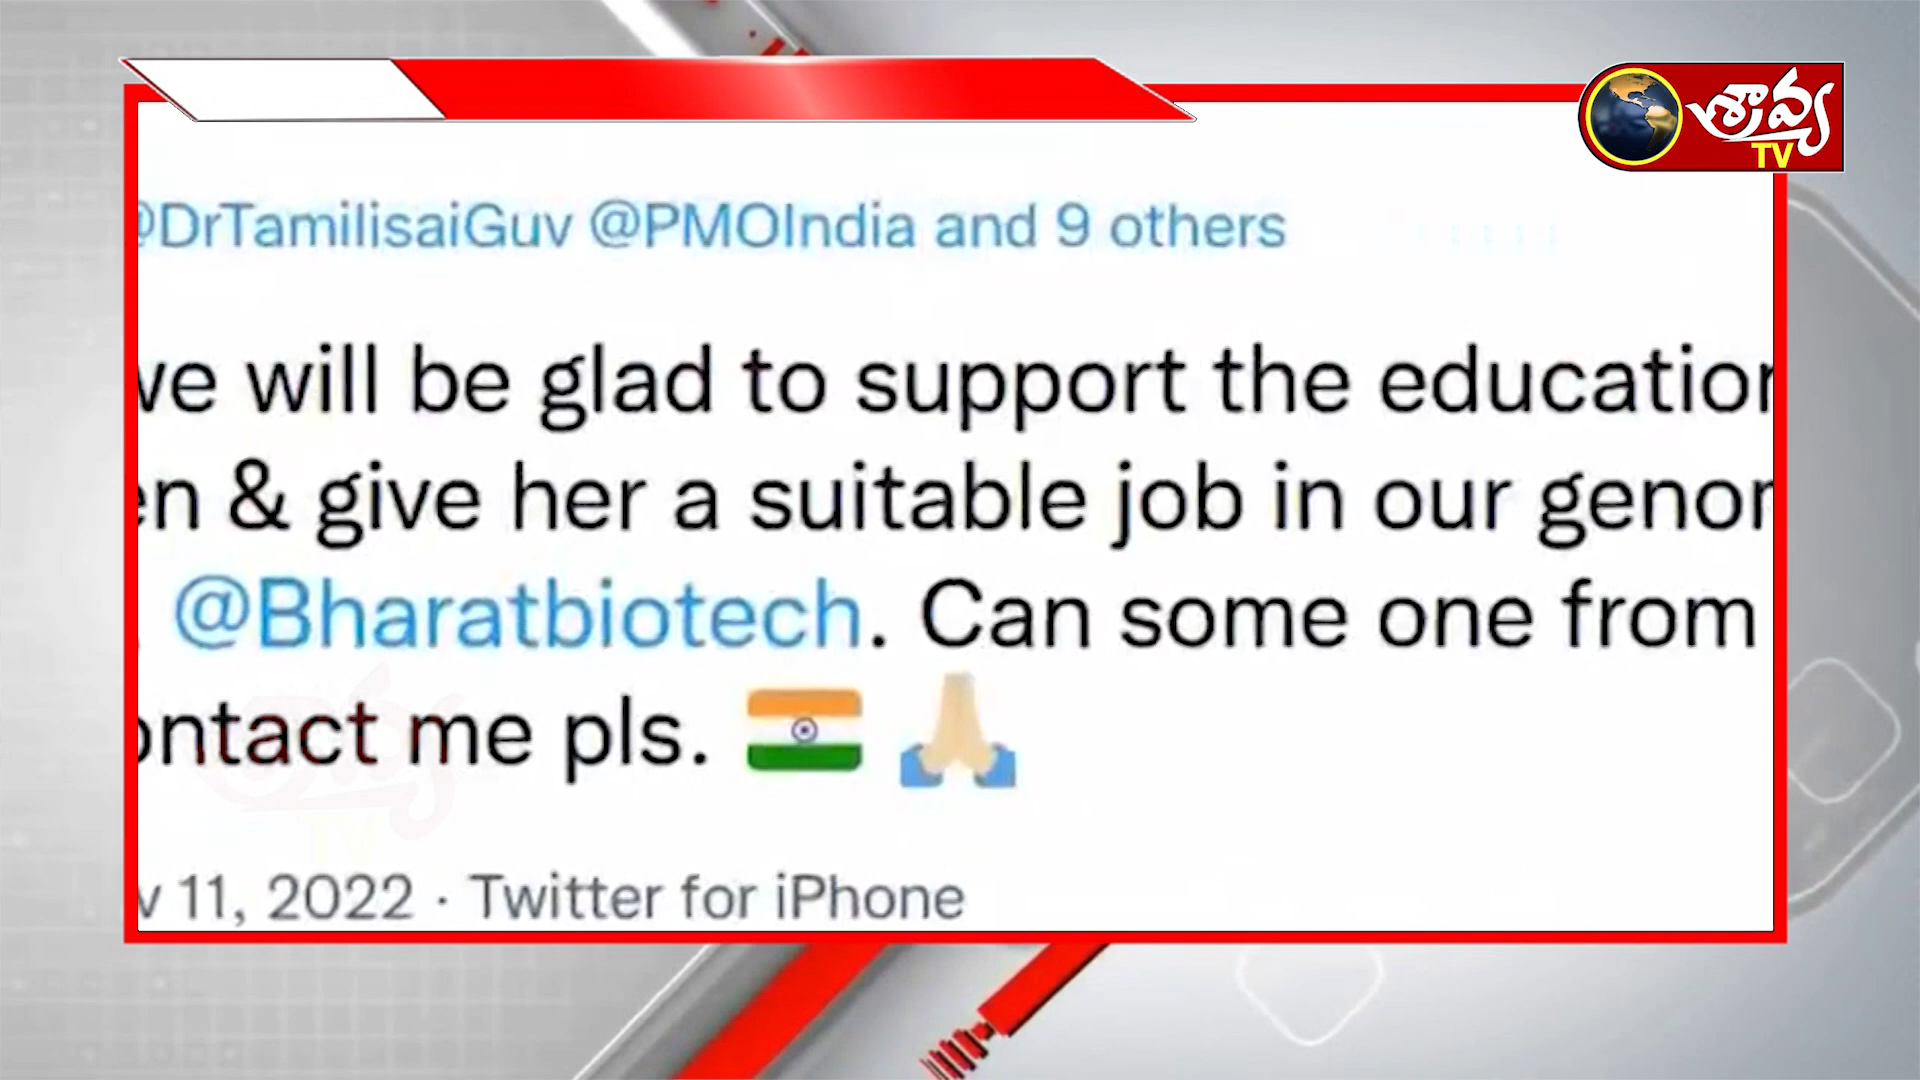 శ్రావ్య
TV
@DrTamilisaiGuv @PMOIndia and 9 others
we will be glad to support the education
en & give her a suitable job in our genom
@Bharatbiotech. Can some one from
ontact me pls. 🇮🇳 🙏🏼
v 11, 2022 · Twitter for iPhone